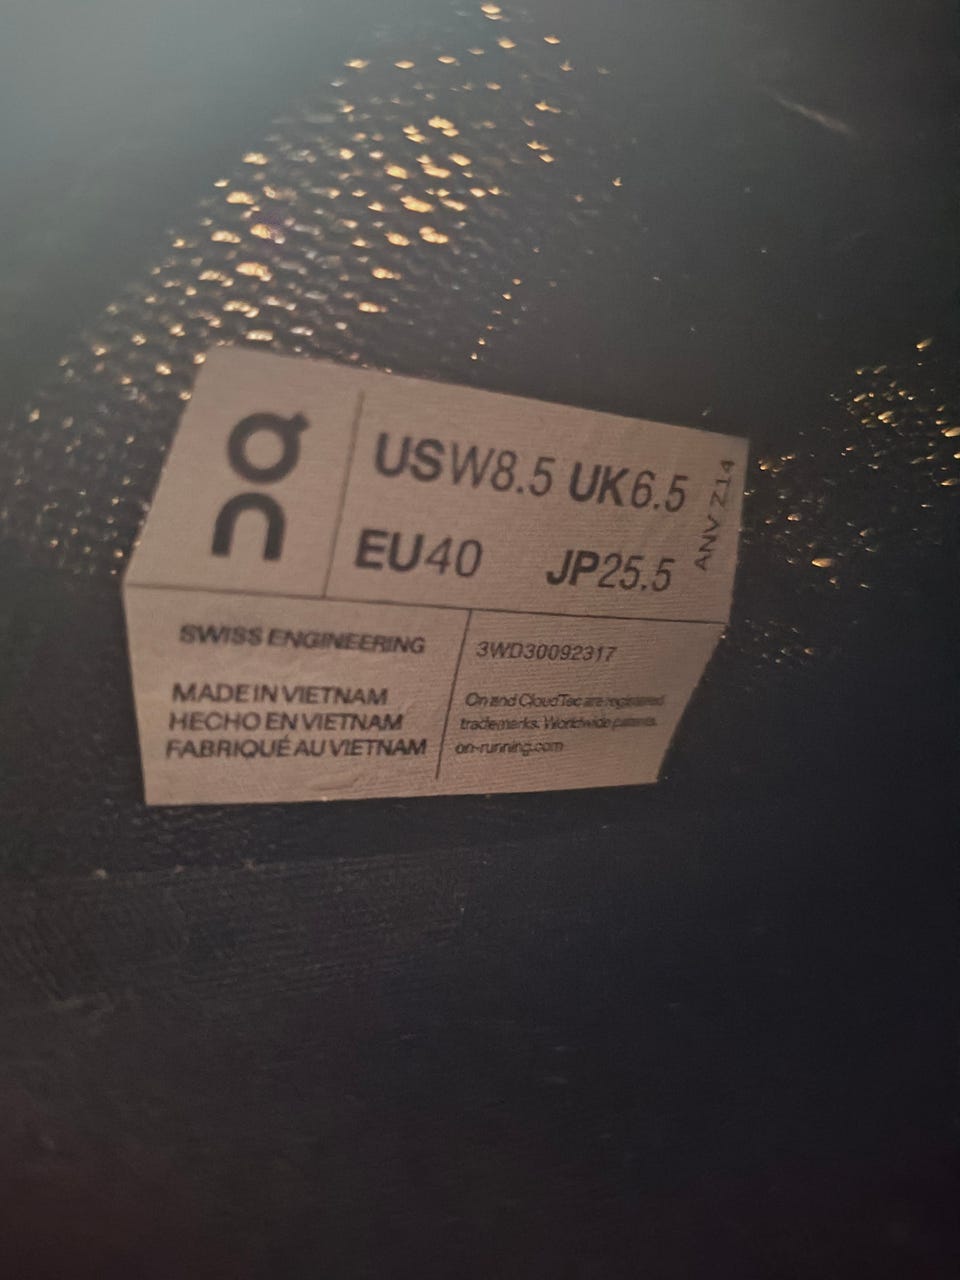 On
USW8.5 UK6.5
EU40 JP25.5
ANV Z14
SWISS ENGINEERING
MADE IN VIETNAM
HECHO EN VIETNAM
FABRIQUÉ AU VIETNAM
3WD30092317
On and CloudTec are registered
trademarks. Worldwide patents.
on-running.com